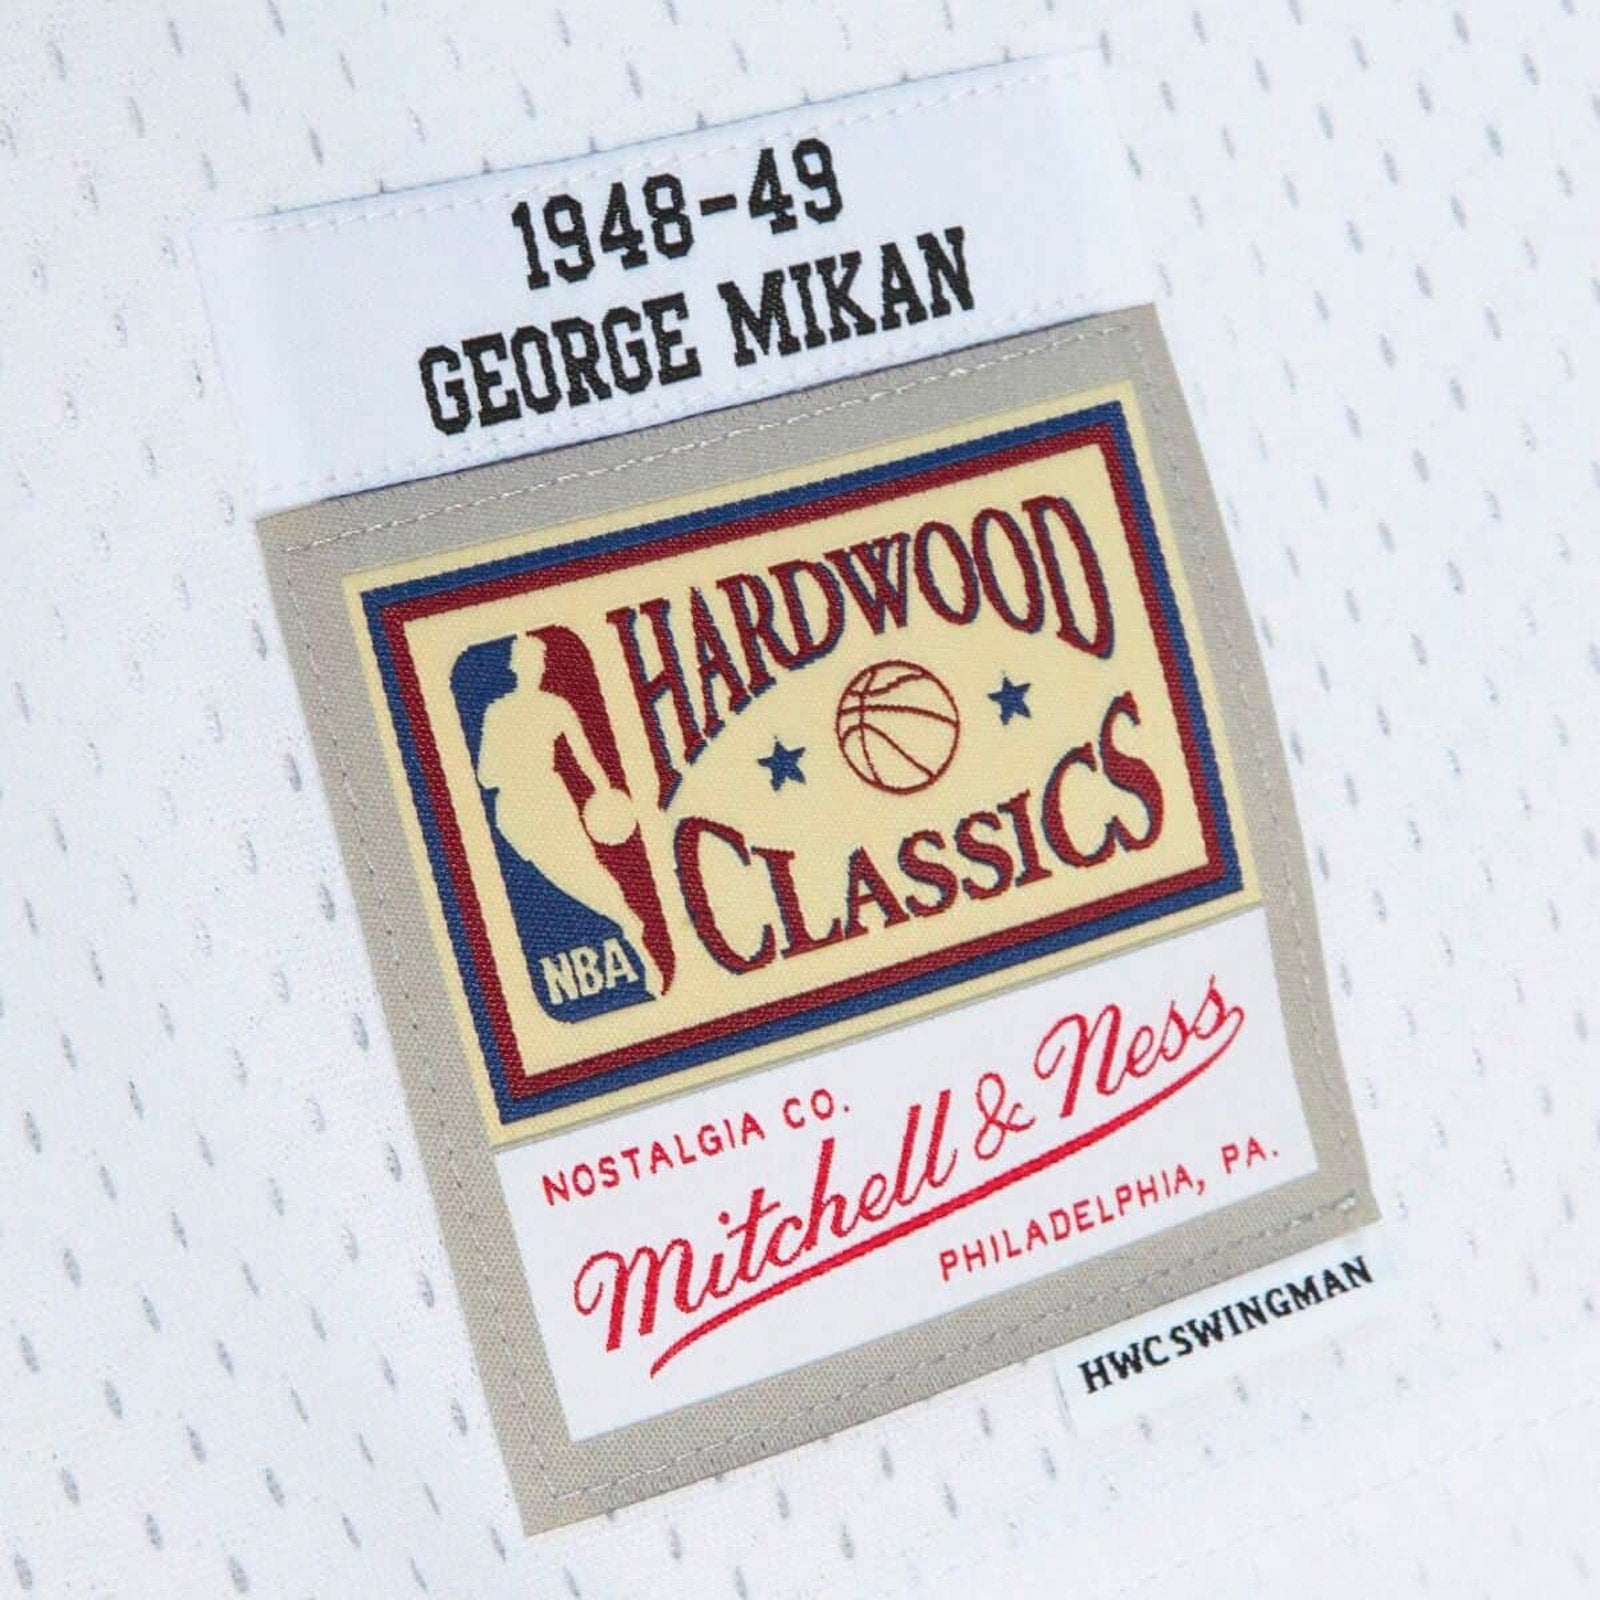 1948-49
GEORGE MIKAN
HARDWOOD
CLASSICS
NBA
NOSTALGIA CO.
Mitchell & Ness
PHILADELPHIA, PA.
HWC SWINGMAN